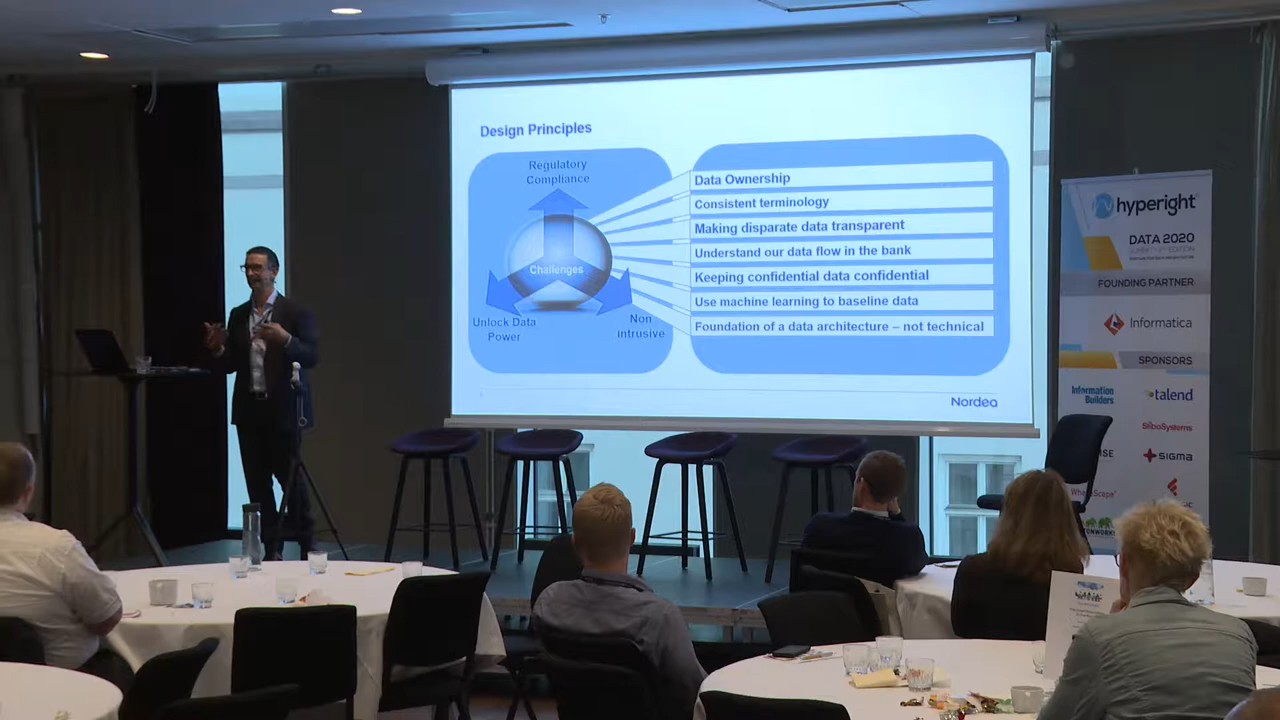 Design Principles
Regulatory
Compliance
Challenges
Unlock Data
Power
Non
intrusive
Data Ownership
Consistent terminology
Making disparate data transparent
Understand our data flow in the bank
Keeping confidential data confidential
Use machine learning to baseline data
Foundation of a data architecture – not technical
Nordea
hyperight
DATA 2020
FOUNDING PARTNER
Informatica
SPONSORS
Information
Builders
talend
StiboSystems
SIGMA